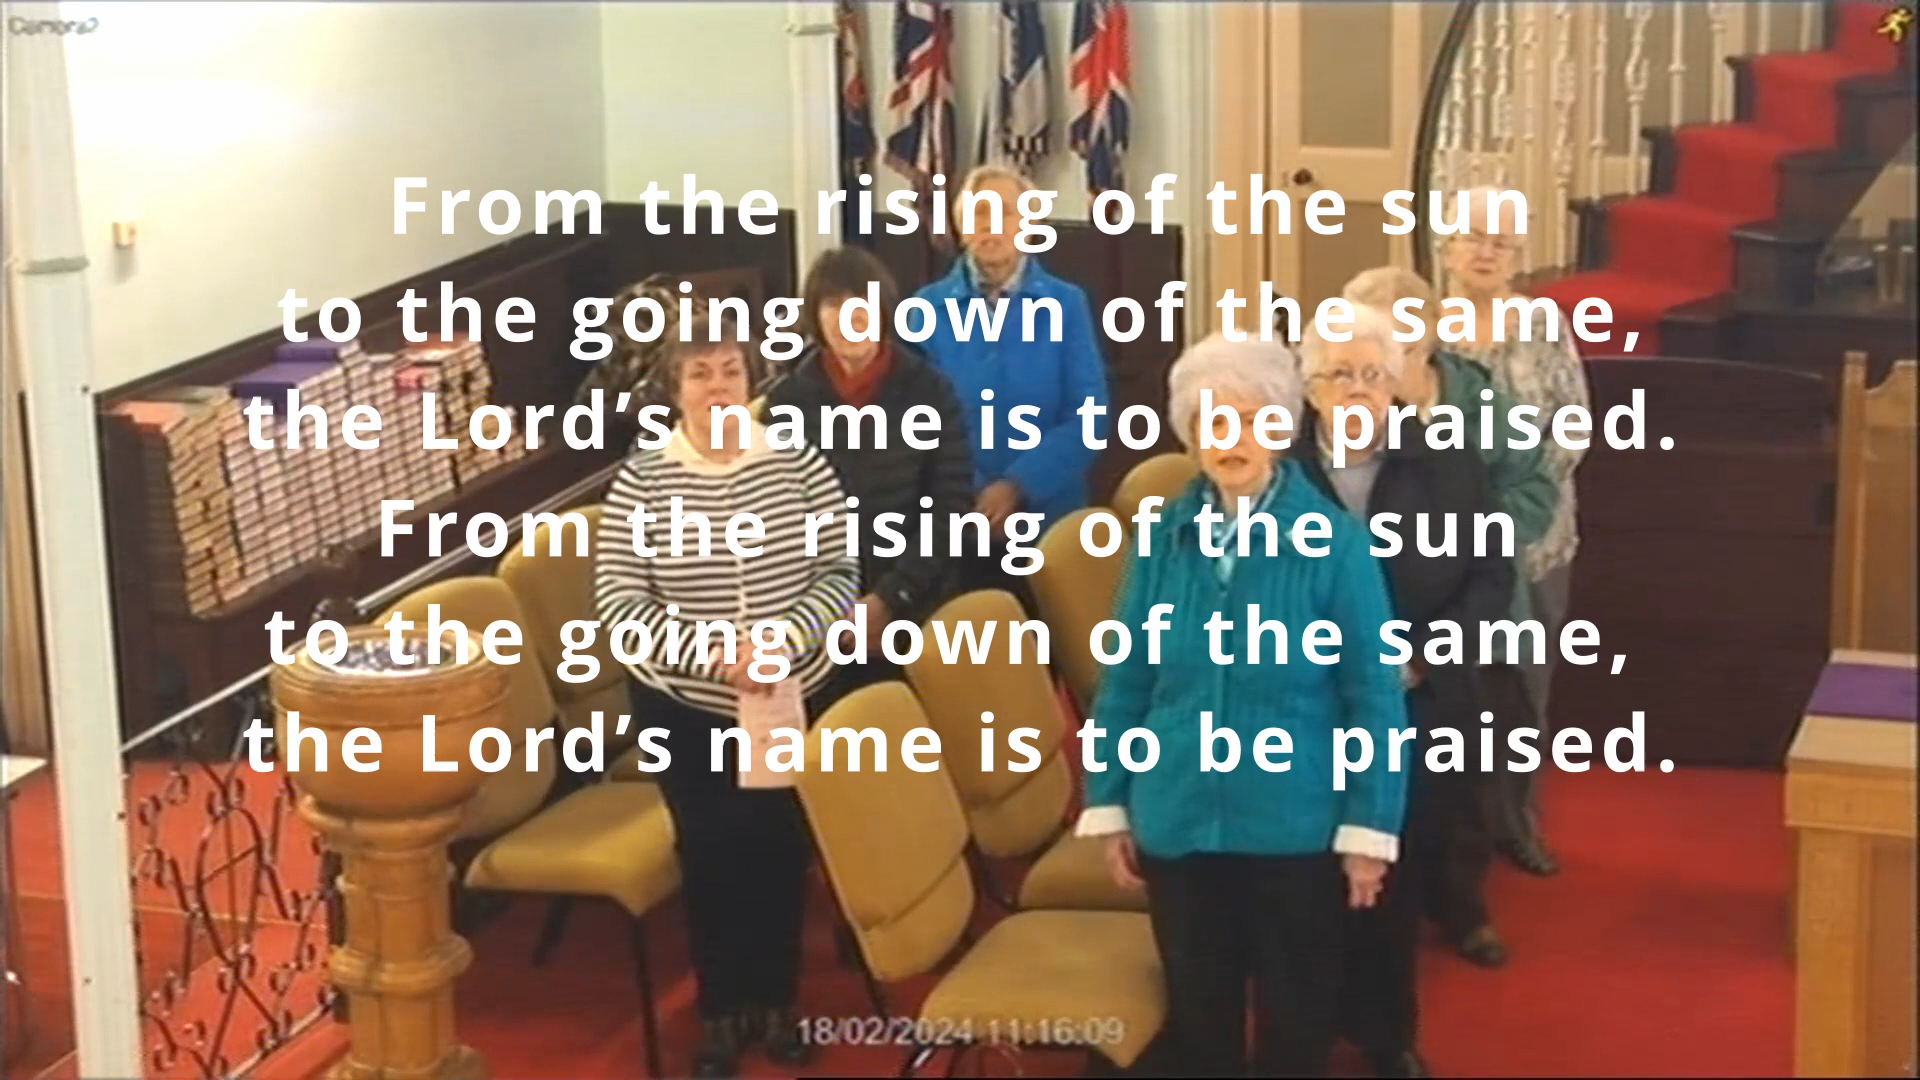 Camera2
From the rising of the sun
to the going down of the same,
the Lord’s name is to be praised.
From the rising of the sun
to the going down of the same,
the Lord’s name is to be praised.
18/02/2024 11:16:09